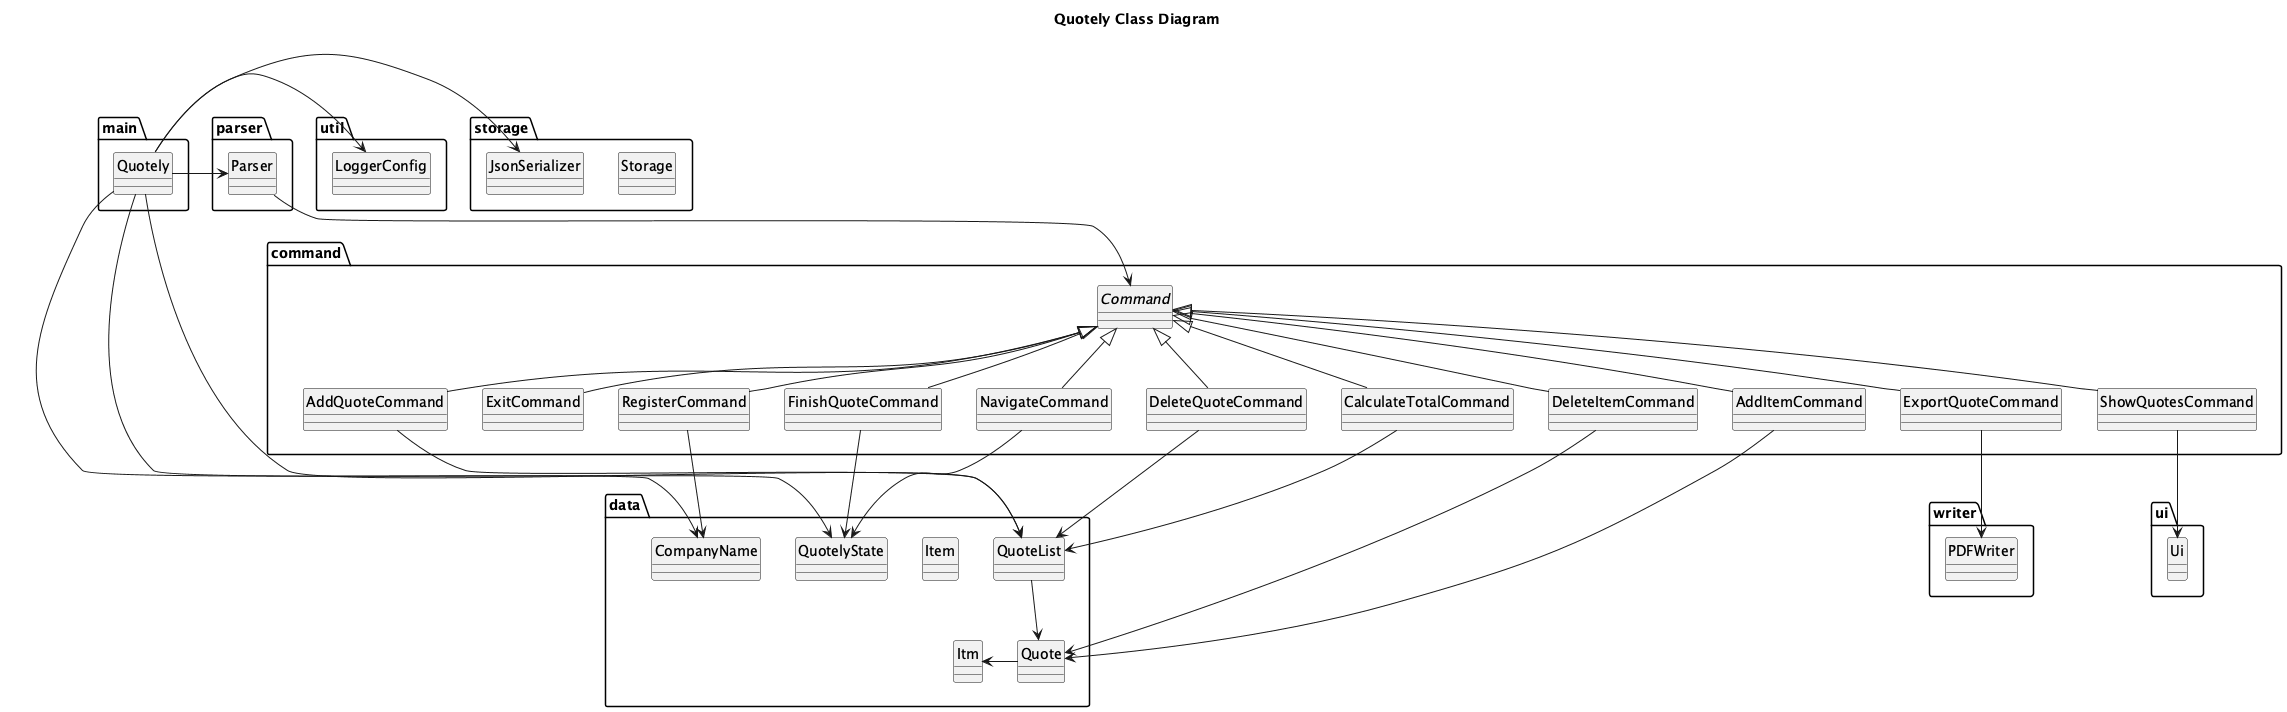 Quotely Class Diagram
main
parser
util
storage
Quotely
Parser
LoggerConfig
JsonSerializer
Storage
command
Command
AddQuoteCommand
ExitCommand
RegisterCommand
FinishQuoteCommand
NavigateCommand
DeleteQuoteCommand
CalculateTotalCommand
DeleteItemCommand
AddItemCommand
ExportQuoteCommand
ShowQuotesCommand
data
writer
ui
CompanyName
QuotelyState
Item
QuoteList
PDFWriter
Ui
Itm
Quote